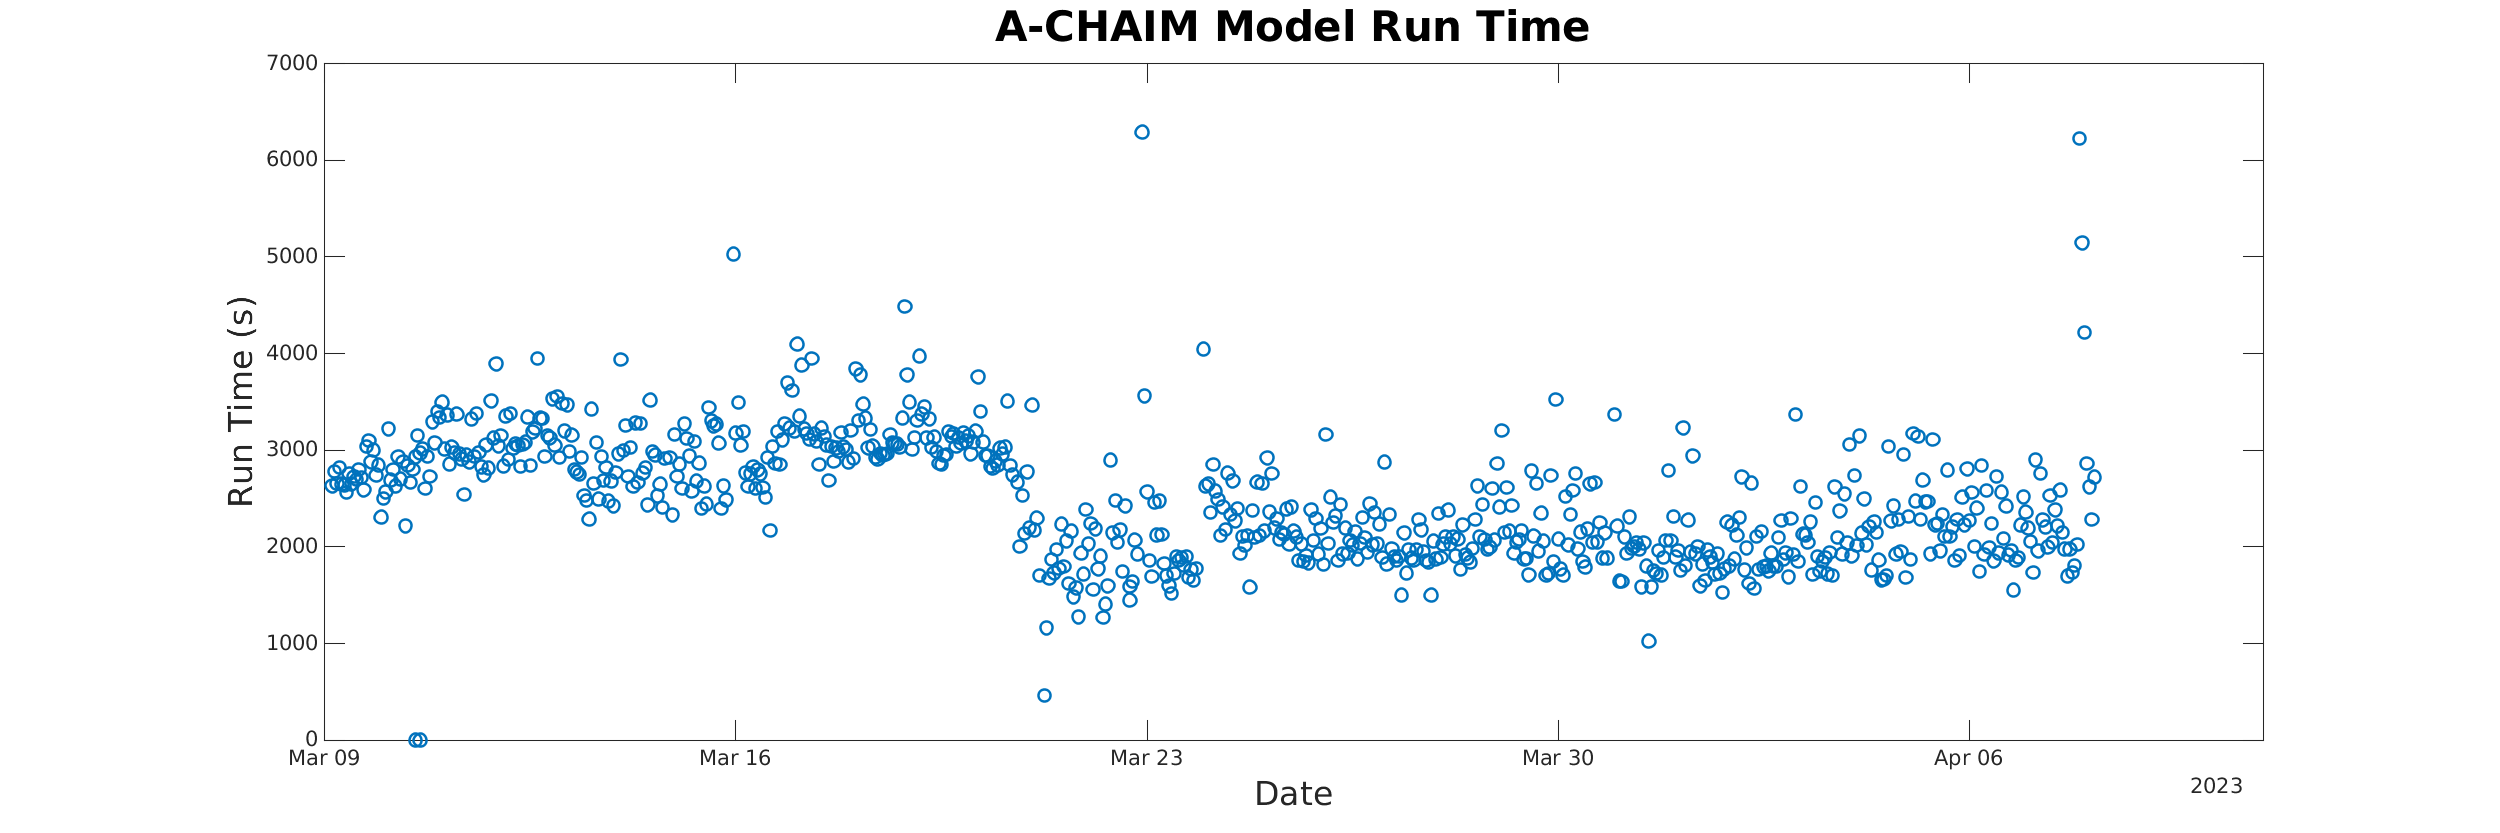 A-CHAIM Model Run Time
7000
6000
5000
4000
3000
2000
1000
0
Run Time (s)
Mar 09
Mar 16
Mar 23
Mar 30
Apr 06
2023
Date